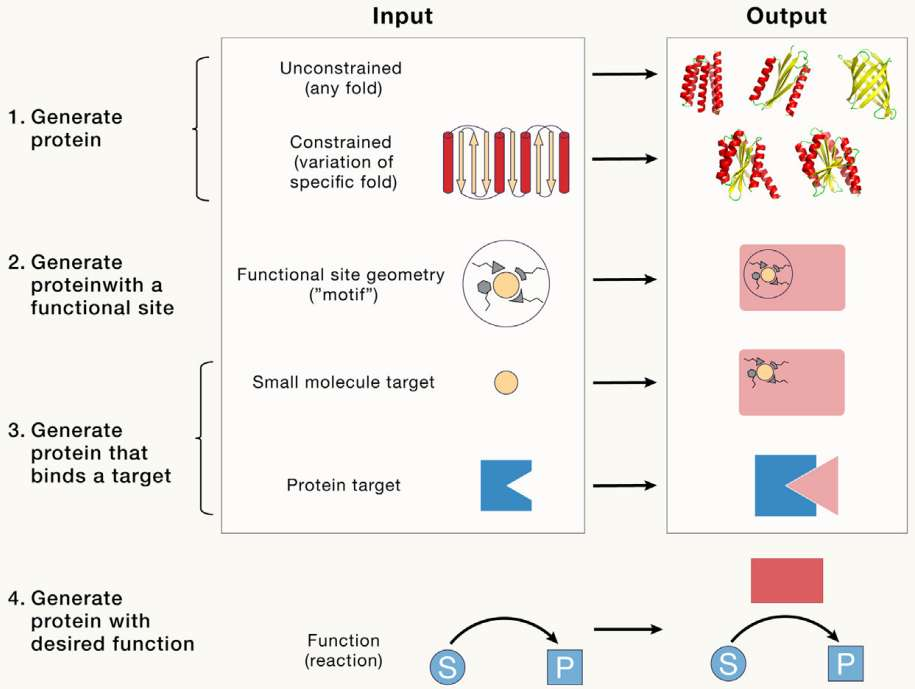 Input
Output
1. Generate
protein
Unconstrained
(any fold)
Constrained
(variation of
specific fold)
2. Generate
proteinwith a
functional site
Functional site geometry
("motif")
3. Generate
protein that
binds a target
Small molecule target
Protein target
4. Generate
protein with
desired function
Function
(reaction)
S
P
S
P